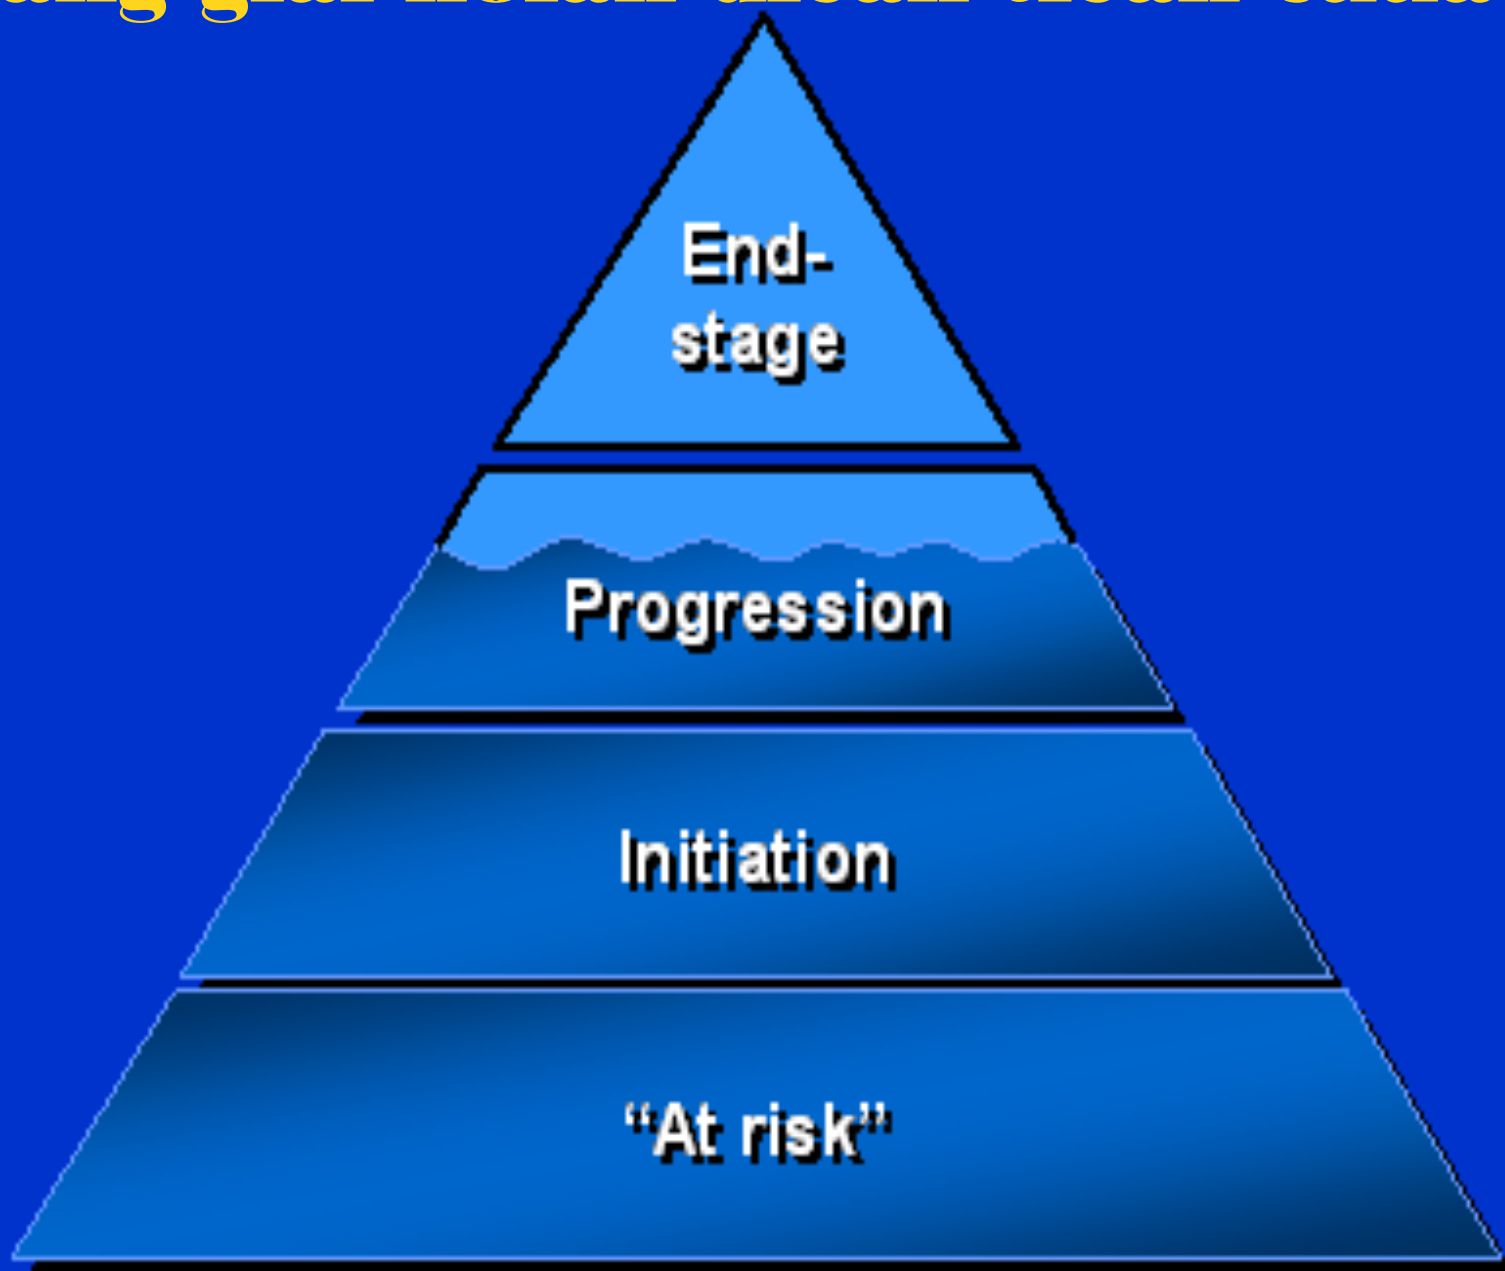 End-
stage
Progression
Initiation
“At risk”